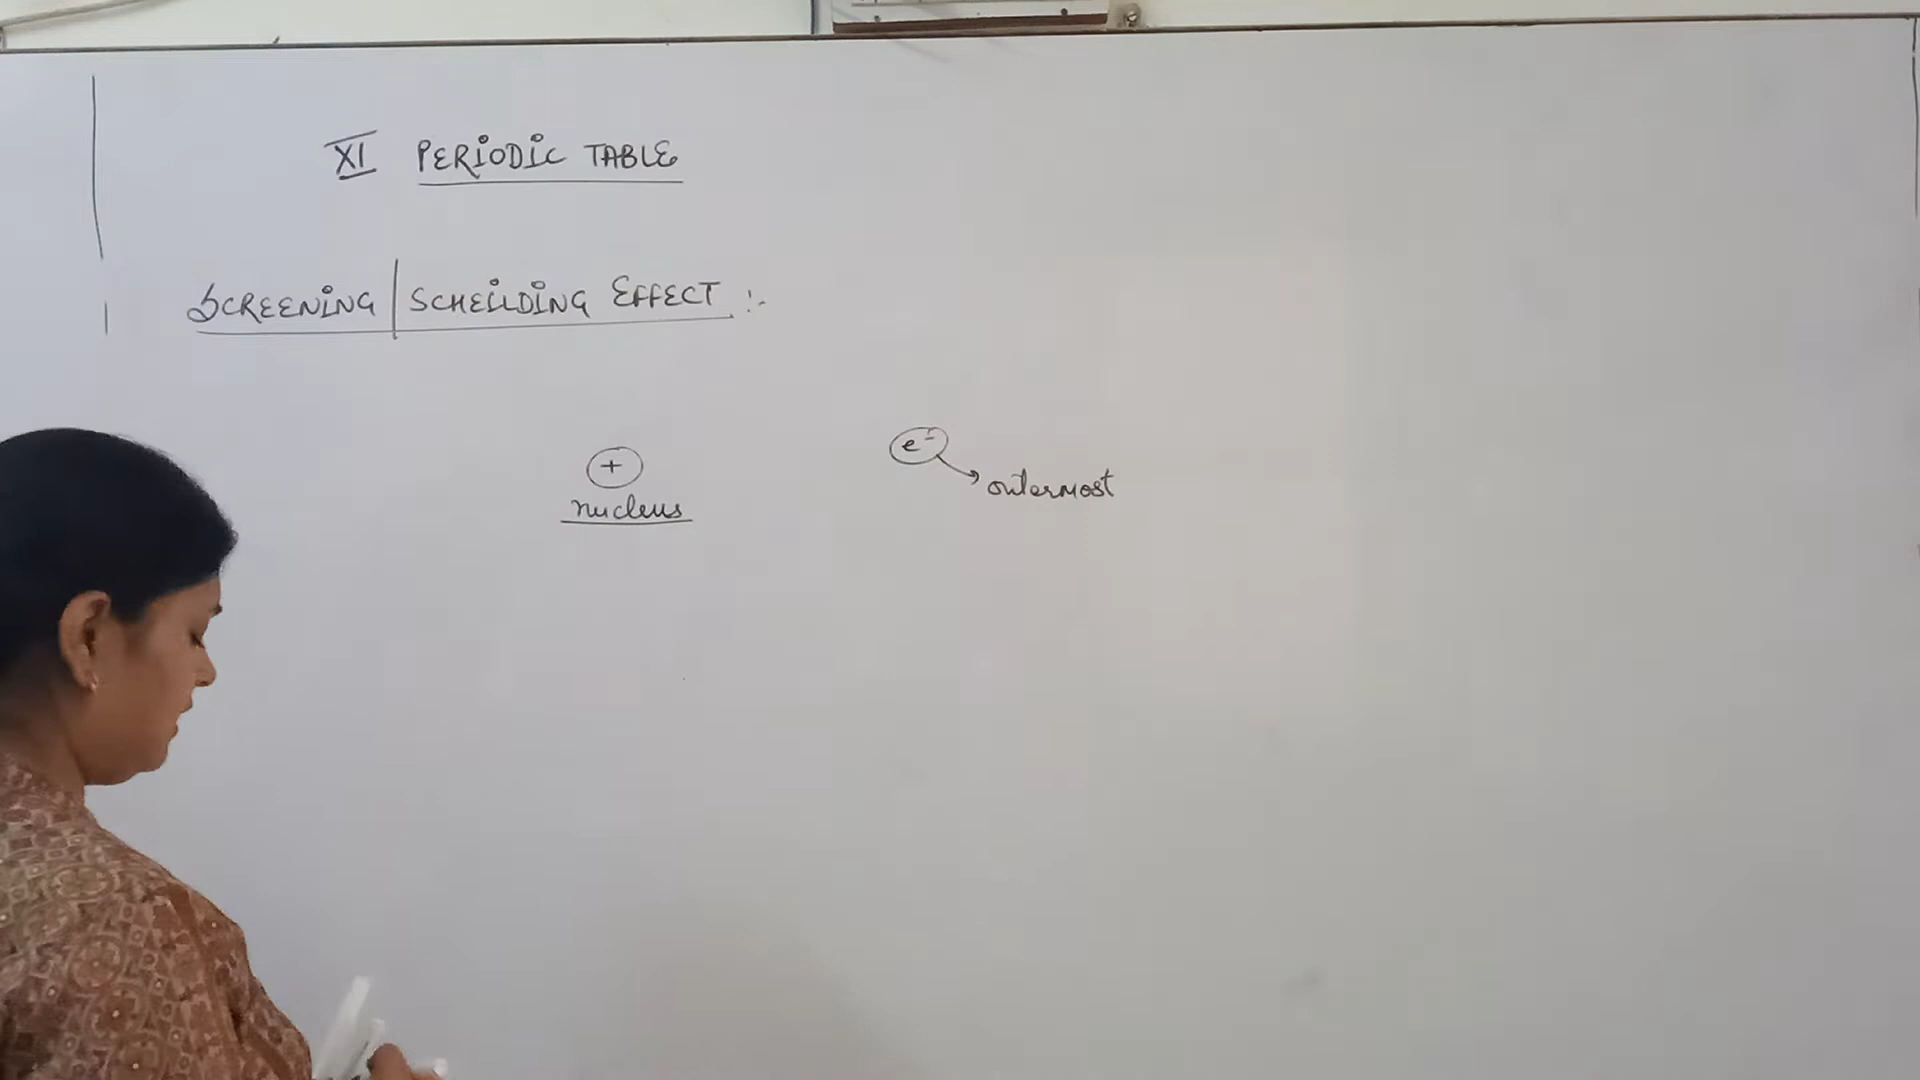 XI PERIODIC TABLE
SCREENING | SCHEILDING EFFECT :-
+ e⁻
nucleus → outermost